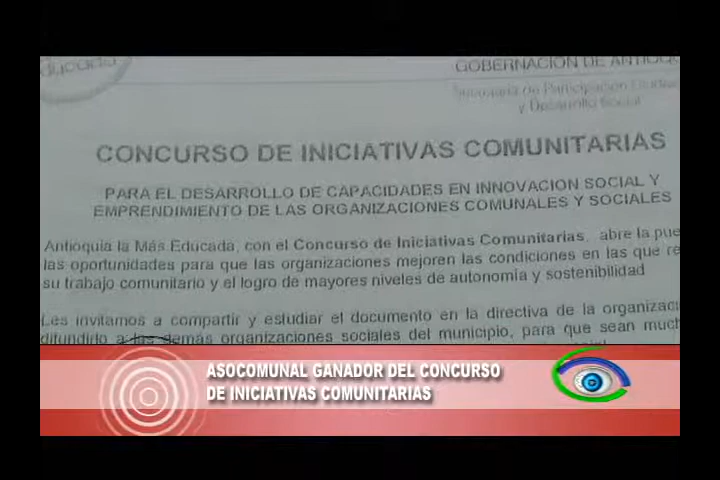 ducada
GOBERNACIÓN DE ANTIOQ
Secretaría de Participación Ciudad
y Desarrollo Social
CONCURSO DE INICIATIVAS COMUNITARIAS
PARA EL DESARROLLO DE CAPACIDADES EN INNOVACION SOCIAL Y
EMPRENDIMIENTO DE LAS ORGANIZACIONES COMUNALES Y SOCIALES
Antioquia la Más Educada, con el Concurso de Iniciativas Comunitarias, abre la pue
las oportunidades para que las organizaciones mejoren las condiciones en las que re
su trabajo comunitario y el logro de mayores niveles de autonomía y sostenibilidad
Les invitamos a compartir y estudiar el documento en la directiva de la organizaci
difundirlo a las demás organizaciones sociales del municipio, para que sean much
ASOCOMUNAL GANADOR DEL CONCURSO
DE INICIATIVAS COMUNITARIAS